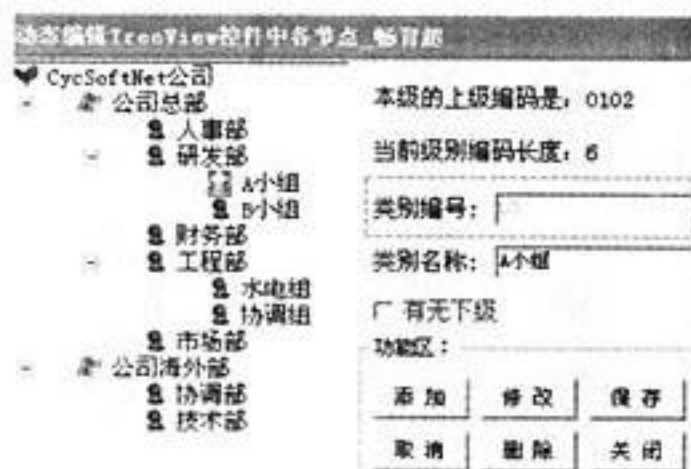 动态编辑TreeView控件中各节点_畅育超
CycSoftNet公司
公司总部
人事部
研发部
A小组
B小组
财务部
工程部
水电组
协调组
市场部
公司海外部
协调部
技术部
本级的上级编码是：0102
当前级别编码长度：6
类别编号：
类别名称：A小组
有无下级
功能区：
添加 修改 保存
取消 删除 关闭